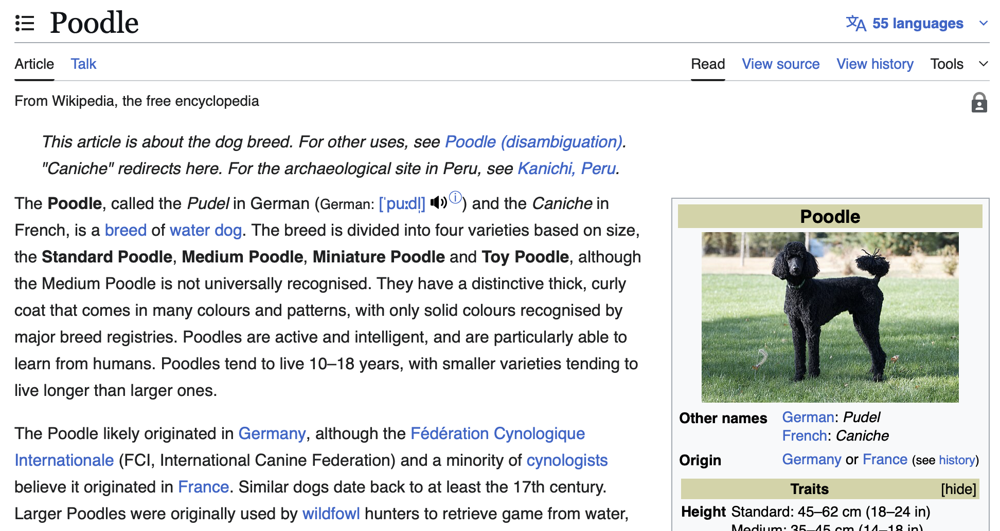 Poodle
55 languages
Article Talk
Read View source View history Tools
From Wikipedia, the free encyclopedia
This article is about the dog breed. For other uses, see Poodle (disambiguation).
"Caniche" redirects here. For the archaeological site in Peru, see Kanichi, Peru.
The Poodle, called the Pudel in German (German: [ˈpuːdl̩] ⓘ) and the Caniche in
French, is a breed of water dog. The breed is divided into four varieties based on size,
the Standard Poodle, Medium Poodle, Miniature Poodle and Toy Poodle, although
the Medium Poodle is not universally recognised. They have a distinctive thick, curly
coat that comes in many colours and patterns, with only solid colours recognised by
major breed registries. Poodles are active and intelligent, and are particularly able to
learn from humans. Poodles tend to live 10–18 years, with smaller varieties tending to
live longer than larger ones.
The Poodle likely originated in Germany, although the Fédération Cynologique
Internationale (FCI, International Canine Federation) and a minority of cynologists
believe it originated in France. Similar dogs date back to at least the 17th century.
Larger Poodles were originally used by wildfowl hunters to retrieve game from water,
Poodle
Other names German: Pudel
French: Caniche
Origin Germany or France (see history)
Traits [hide]
Height Standard: 45–62 cm (18–24 in)
Medium: 35–45 cm (14–18 in)